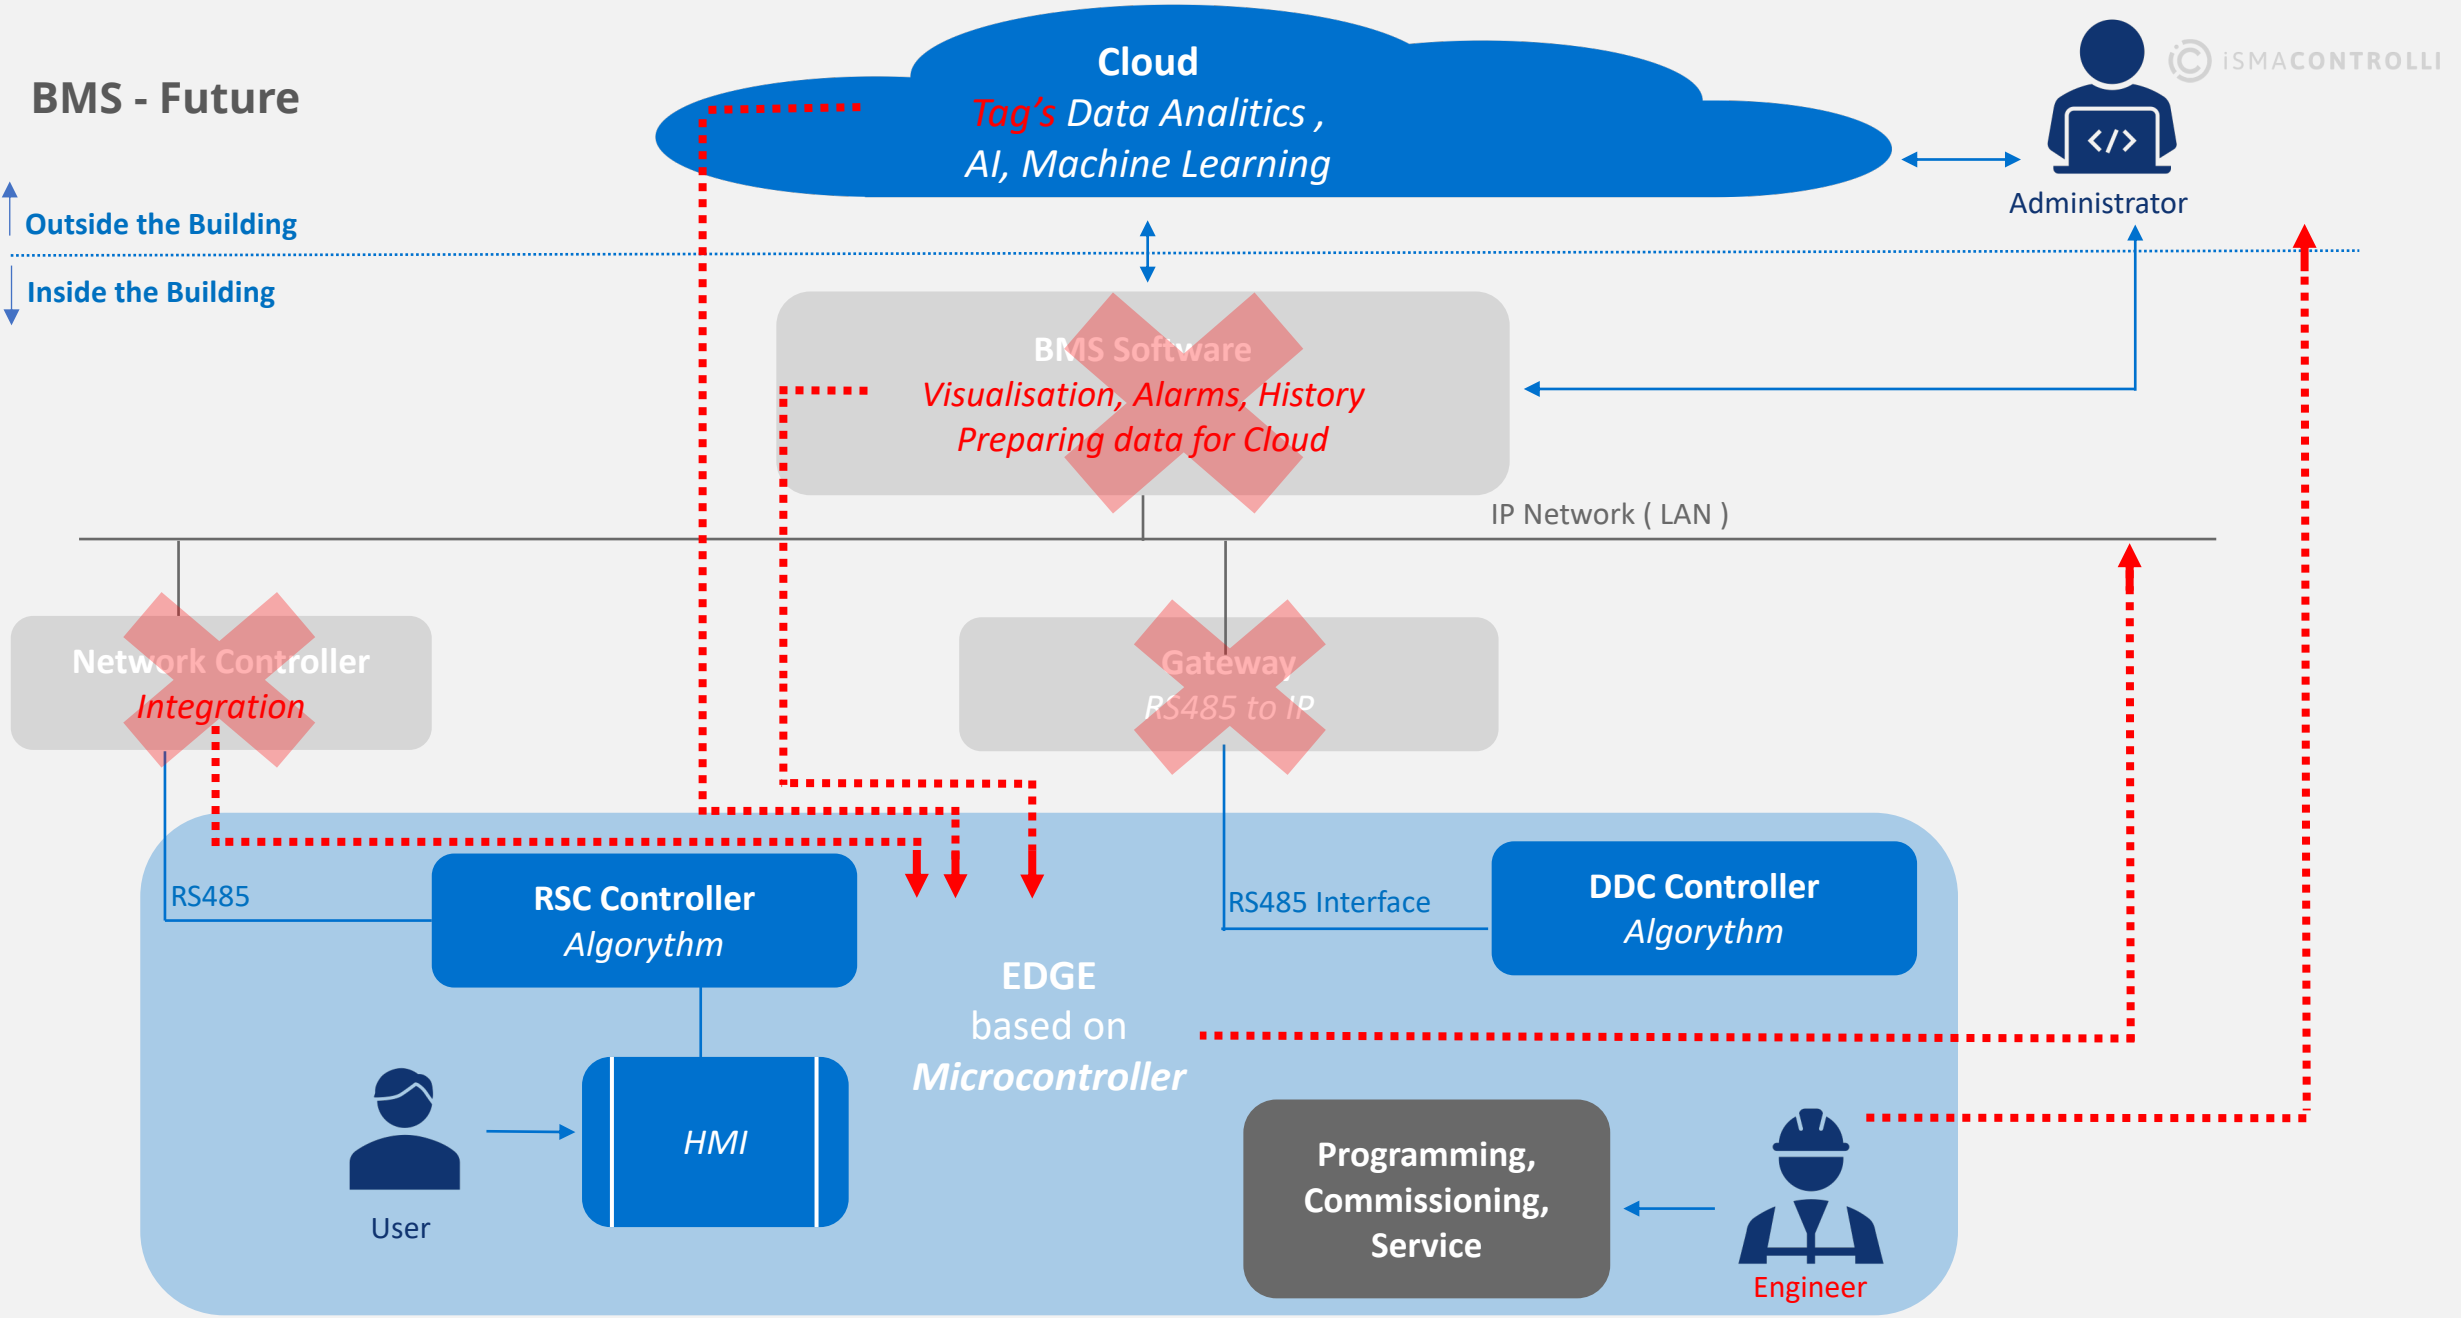 BMS - Future
Cloud
Tag's Data Analitics ,
AI, Machine Learning
iSMACONTROLLI
</>
Administrator
Outside the Building
Inside the Building
BMS Software
Visualisation, Alarms, History
Preparing data for Cloud
IP Network ( LAN )
Network Controller
Integration
Gateway
RS485 to IP
RS485
RSC Controller
Algorythm
RS485 Interface
DDC Controller
Algorythm
EDGE
based on
Microcontroller
HMI
User
Programming,
Commissioning,
Service
Engineer